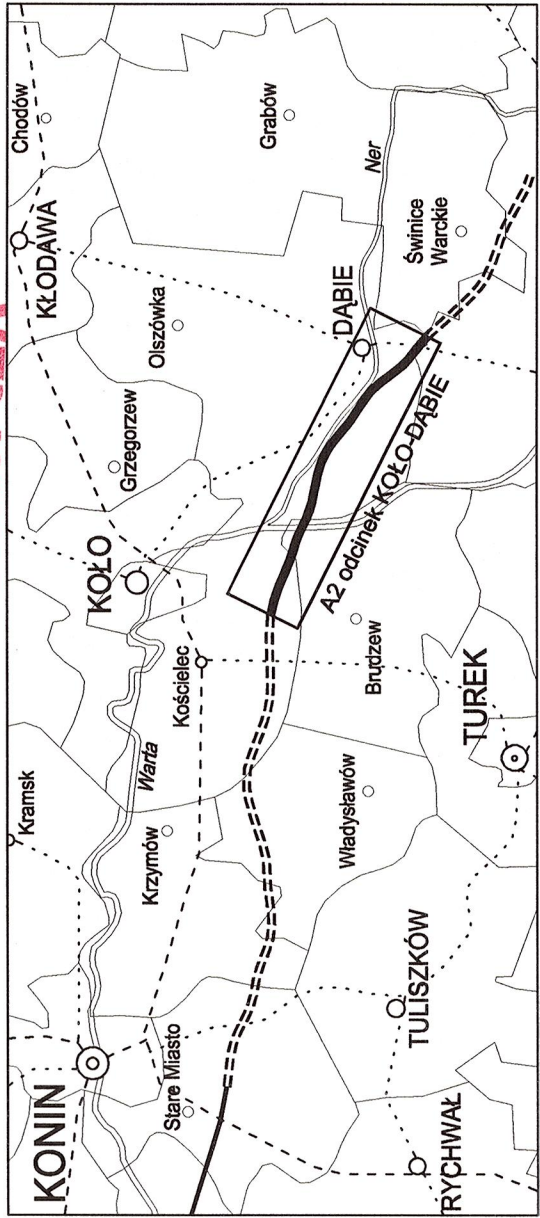 Chodów
KŁODAWA
Grabów
Ner
Świnice
Warckie
Olszówka
DĄBIE
Grzegorzew
KOŁO
A2 odcinek KOŁO-DĄBIE
Kościelec
Brudzew
TUREK
Kramsk
Warta
Krzymów
Władysławów
KONIN
Stare Miasto
TULISZKÓW
RYCHWAŁ